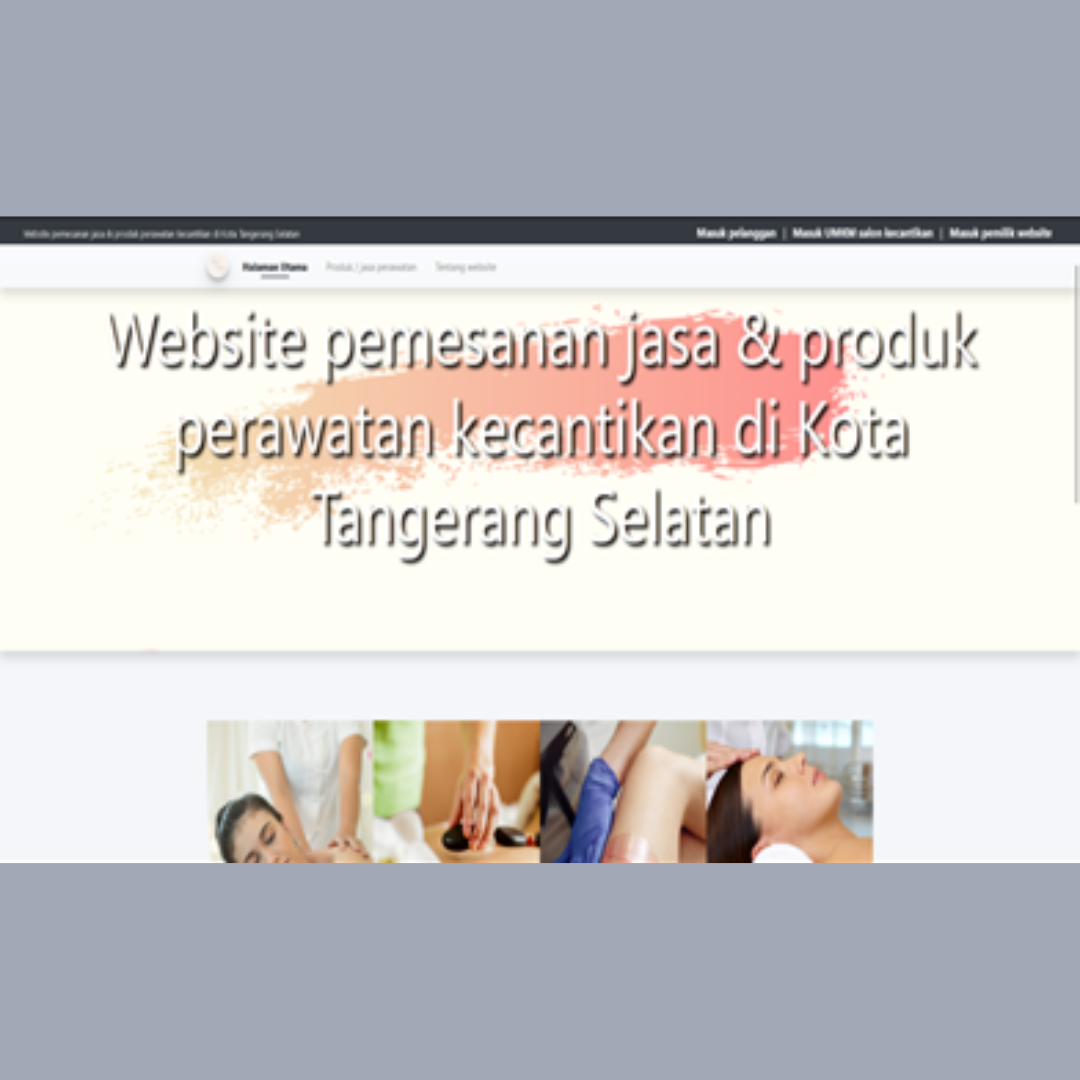 Website pemesanan jasa & produk perawatan kecantikan di Kota Tangerang Selatan
Masuk pelanggan | Masuk UMKM salon kecantikan | Masuk pemilik website
Halaman Utama Produk / jasa perawatan Tentang website
Website pemesanan jasa & produk
perawatan kecantikan di Kota
Tangerang Selatan